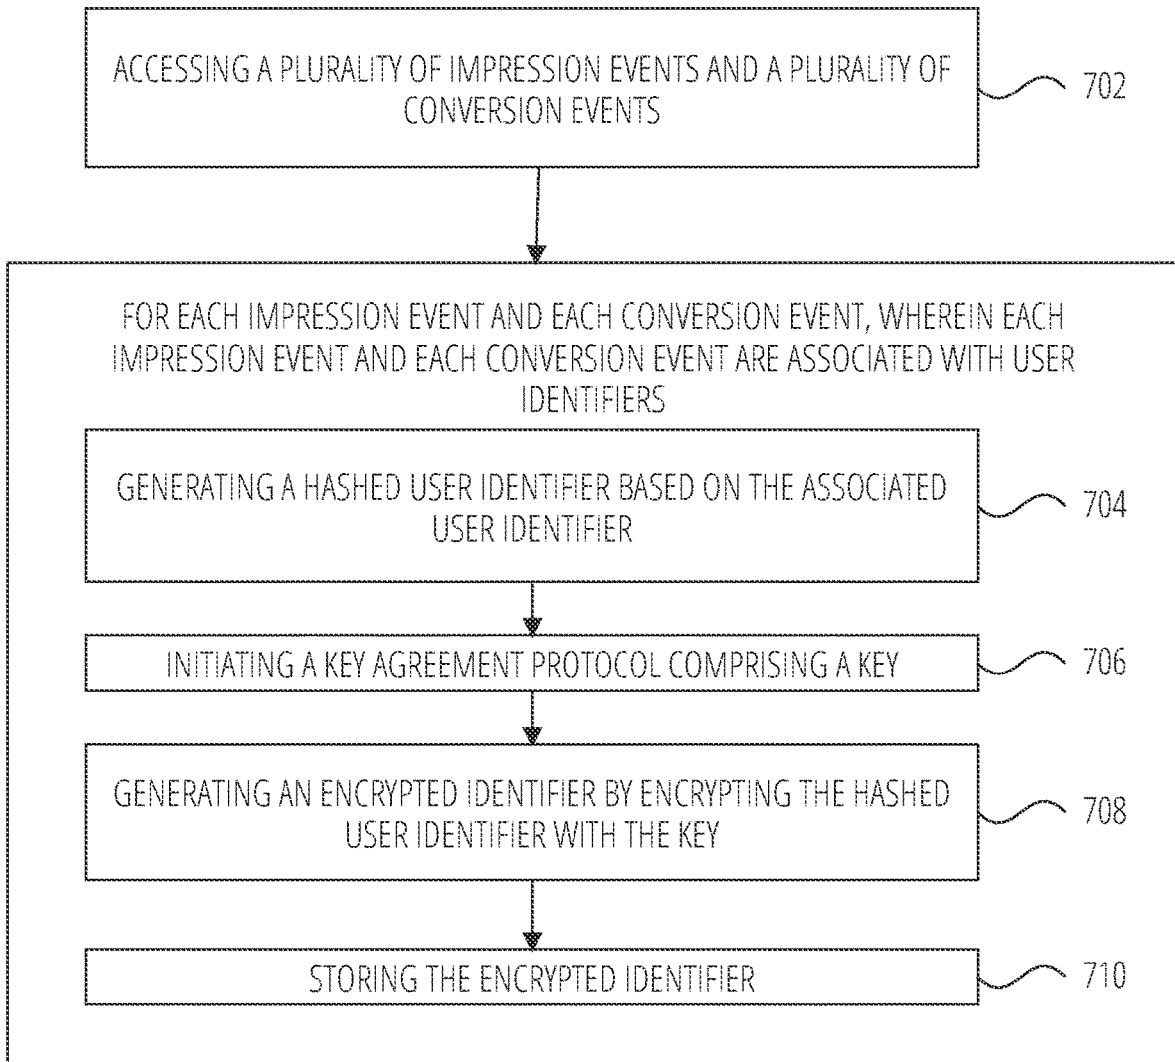 ACCESSING A PLURALITY OF IMPRESSION EVENTS AND A PLURALITY OF
CONVERSION EVENTS
702
FOR EACH IMPRESSION EVENT AND EACH CONVERSION EVENT, WHEREIN EACH
IMPRESSION EVENT AND EACH CONVERSION EVENT ARE ASSOCIATED WITH USER
IDENTIFIERS
GENERATING A HASHED USER IDENTIFIER BASED ON THE ASSOCIATED
USER IDENTIFIER
704
INITIATING A KEY AGREEMENT PROTOCOL COMPRISING A KEY
706
GENERATING AN ENCRYPTED IDENTIFIER BY ENCRYPTING THE HASHED
USER IDENTIFIER WITH THE KEY
708
STORING THE ENCRYPTED IDENTIFIER
710